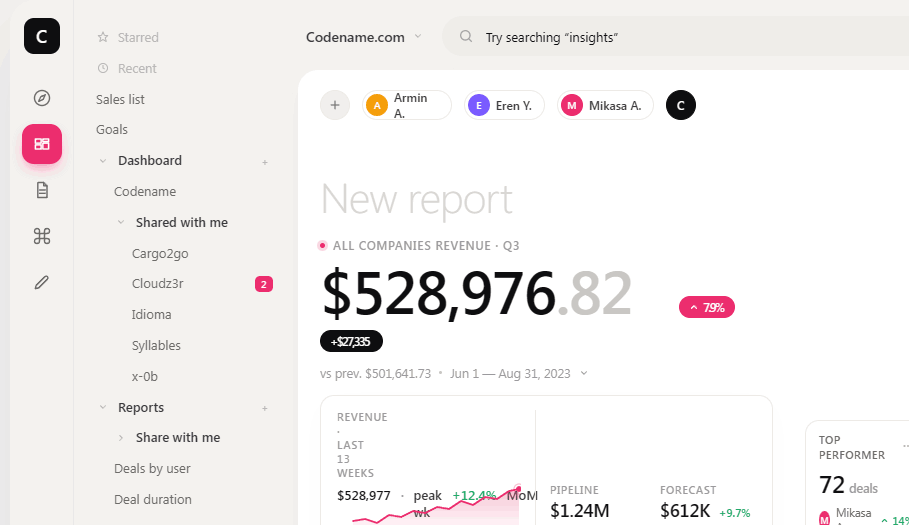 C
Starred
Recent
Sales list
Goals
Dashboard +
Codename
Shared with me
Cargo2go
Cloudz3r 2
Idioma
Syllables
x-0b
Reports +
Share with me
Deals by user
Deal duration
Codename.com
Try searching “insights”
+
A Armin A.
E Eren Y.
M Mikasa A.
C
New report
ALL COMPANIES REVENUE · Q3
$528,976.82
7.9%
+$27,335
vs prev. $501,641.73 • Jun 1 — Aug 31, 2023
REVENUE
·
LAST
13
WEEKS
$528,977 · peak wk +12.4% MoM
PIPELINE
$1.24M
FORECAST
$612K +9.7%
TOP
PERFORMER
72 deals
M Mikasa
14%